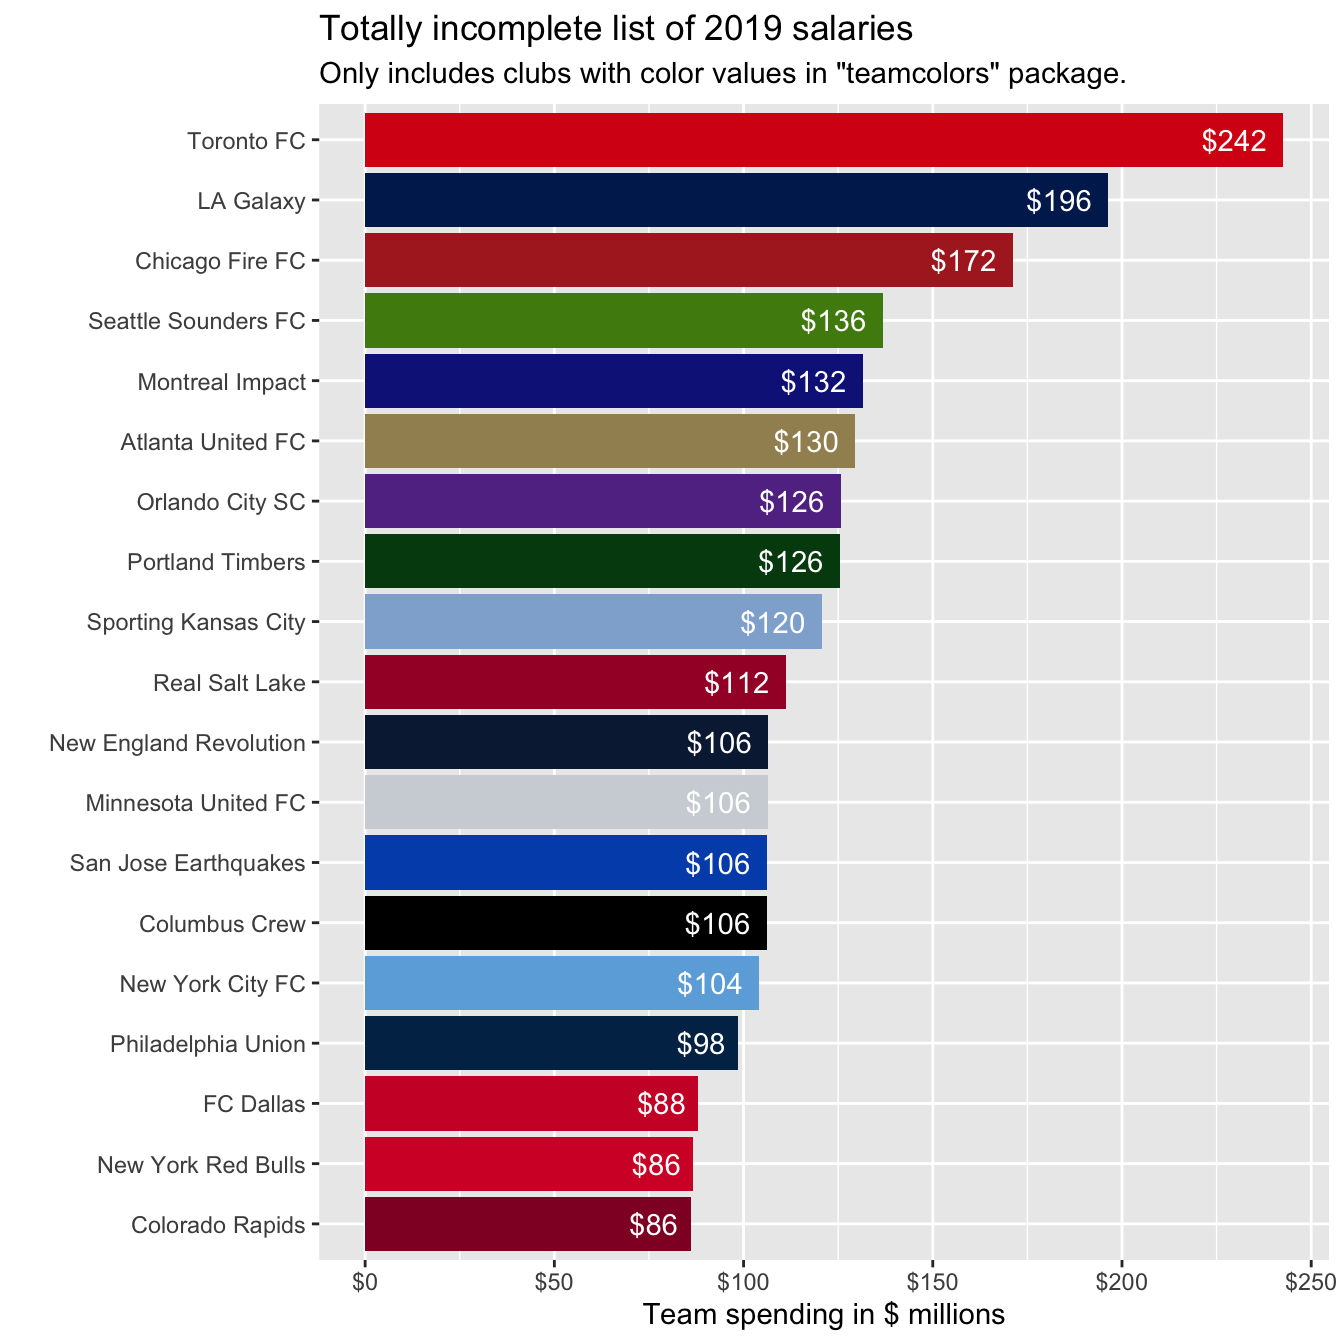 Totally incomplete list of 2019 salaries
Only includes clubs with color values in "teamcolors" package.
Toronto FC $242
LA Galaxy $196
Chicago Fire FC $172
Seattle Sounders FC $136
Montreal Impact $132
Atlanta United FC $130
Orlando City SC $126
Portland Timbers $126
Sporting Kansas City $120
Real Salt Lake $112
New England Revolution $106
Minnesota United FC $106
San Jose Earthquakes $106
Columbus Crew $106
New York City FC $104
Philadelphia Union $98
FC Dallas $88
New York Red Bulls $86
Colorado Rapids $86
$0 $50 $100 $150 $200 $250
Team spending in $ millions